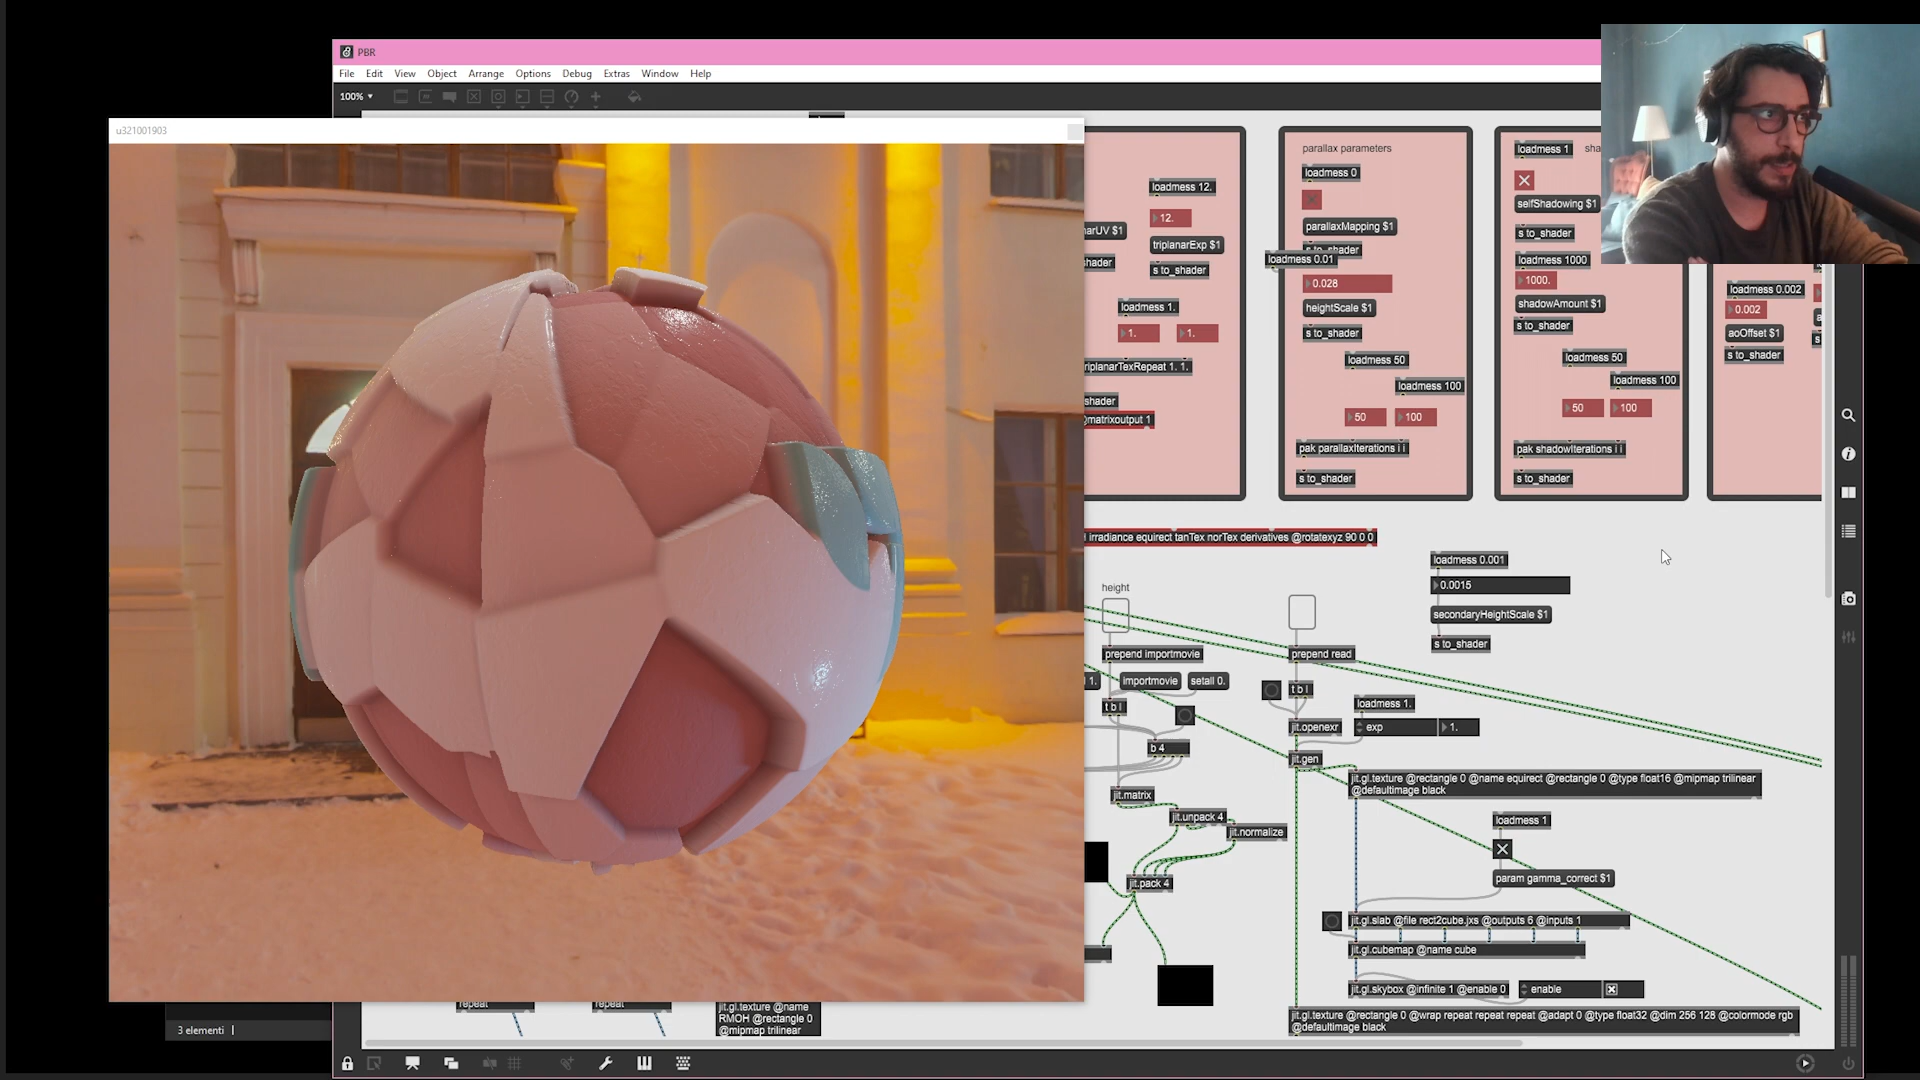 PBR
File Edit View Object Arrange Options Debug Extras Window Help
100%
u321001903
loadmess 12.
12.
arUV $1
triplanarExp $1
shader
s to_shader
loadmess 1.
1. 1.
riplanarTexRepeat 1. 1.
shader
@matrixoutput 1
parallax parameters
loadmess 0
parallaxMapping $1
s to_shader
loadmess 0.01
0.028
heightScale $1
s to_shader
loadmess 50
loadmess 100
50 100
pak parallaxIterations i i
s to_shader
loadmess 1 sha
selfShadowing $1
s to_shader
loadmess 1000
1000.
shadowAmount $1
s to_shader
loadmess 50
loadmess 100
50 100
pak shadowIterations i i
s to_shader
loadmess 0.002
0.002
aoOffset $1
s to_shader
irradiance equirect tanTex norTex derivatives @rotatexyz 90 0 0
loadmess 0.001
0.0015
secondaryHeightScale $1
s to_shader
height
prepend importmovie
1. importmovie setall 0.
t b l
b 4
jit.matrix
jit.unpack 4
jit.normalize
jit.pack 4
prepend read
t b l
loadmess 1.
jit.openexr exp 1.
jit.gen
jit.gl.texture @rectangle 0 @name equirect @rectangle 0 @type float16 @mipmap trilinear
@defaultimage black
loadmess 1
param gamma_correct $1
jit.gl.slab @file rect2cube.jxs @outputs 6 @inputs 1
jit.gl.cubemap @name cube
jit.gl.skybox @infinite 1 @enable 0 enable
jit.gl.texture @rectangle 0 @wrap repeat repeat repeat @adapt 0 @type float32 @dim 256 128 @colormode rgb
@defaultimage black
repeat repeat
jit.gl.texture @name
RMOH @rectangle 0
@mipmap trilinear
3 elementi